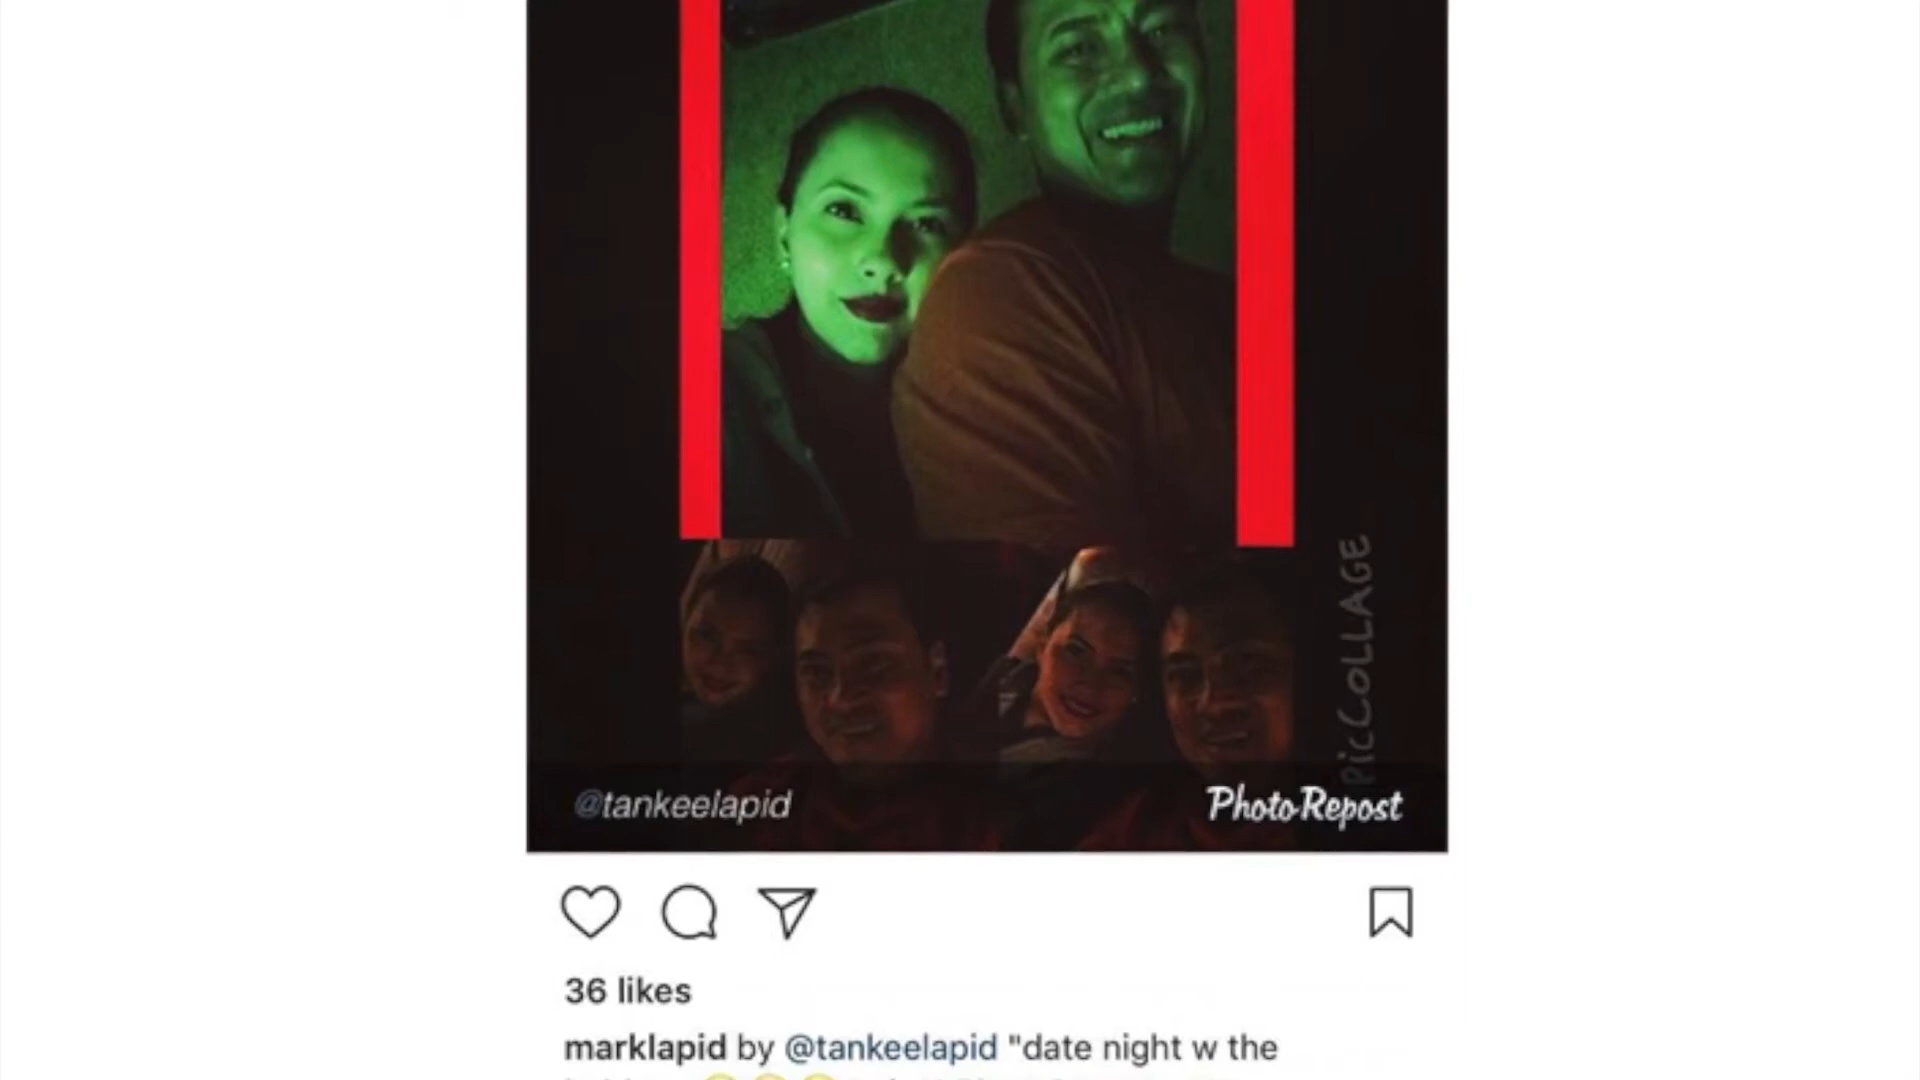 PiCCOLLAGE
@tankeelapid
PhotoRepost
36 likes
marklapid by @tankeelapid "date night w the